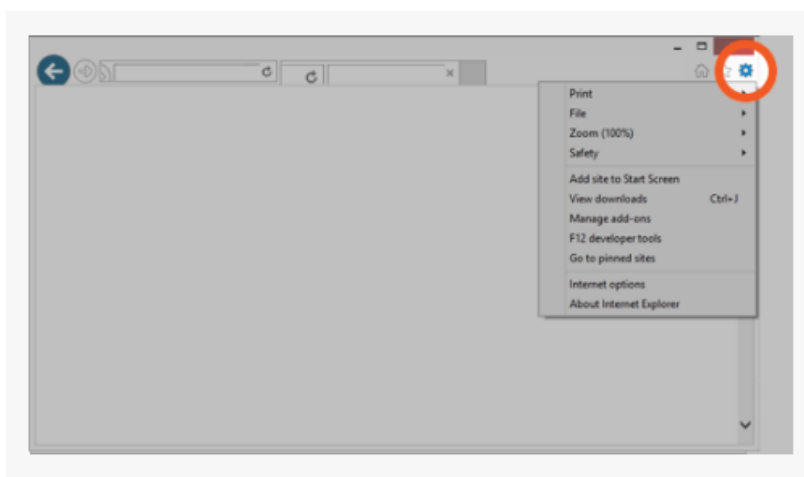 Print
File
Zoom (100%)
Safety
Add site to Start Screen
View downloads Ctrl+J
Manage add-ons
F12 developer tools
Go to pinned sites
Internet options
About Internet Explorer